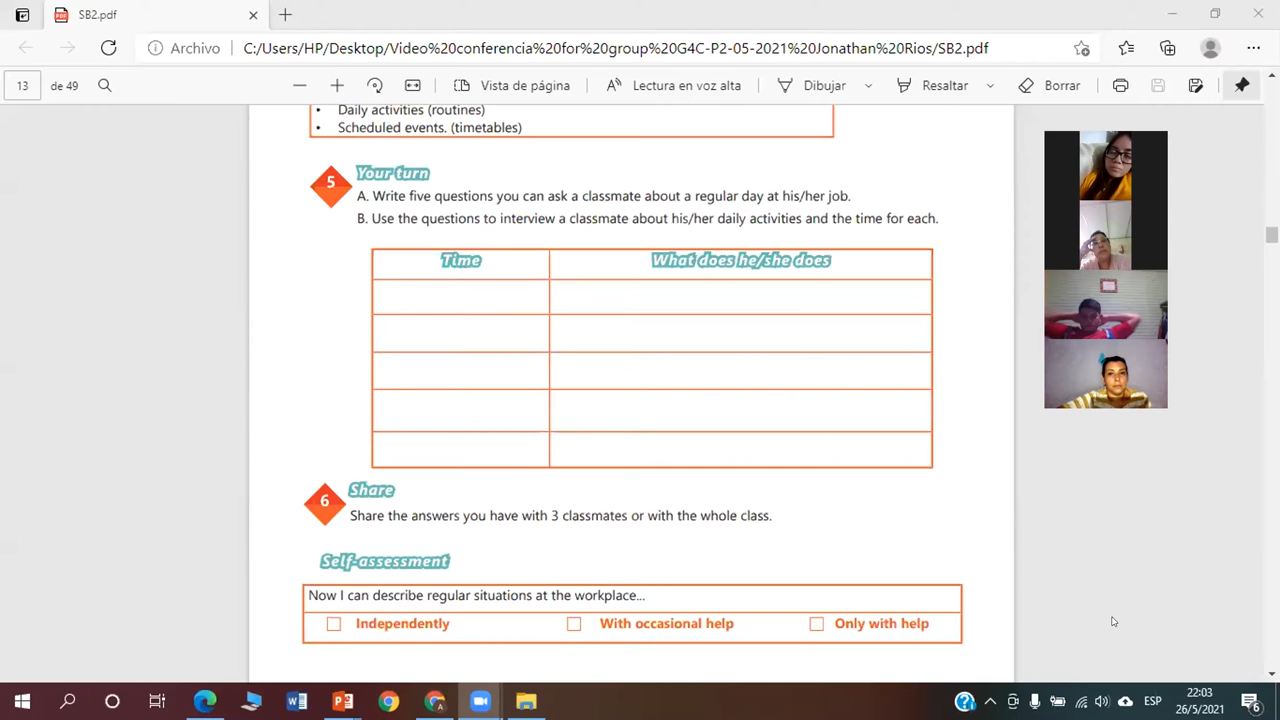 SB2.pdf
Archivo
C:/Users/HP/Desktop/Video%20conferencia%20for%20group%20G4C-P2-05-2021%20Jonathan%20Rios/SB2.pdf
13
de 49
Vista de página
Lectura en voz alta
Dibujar
Resaltar
Borrar
• Daily activities (routines)
• Scheduled events. (timetables)
5
Your turn
A. Write five questions you can ask a classmate about a regular day at his/her job.
B. Use the questions to interview a classmate about his/her daily activities and the time for each.
Time
What does he/she does
6
Share
Share the answers you have with 3 classmates or with the whole class.
Self-assessment
Now I can describe regular situations at the workplace...
Independently
With occasional help
Only with help
ESP
22:03
26/5/2021
6